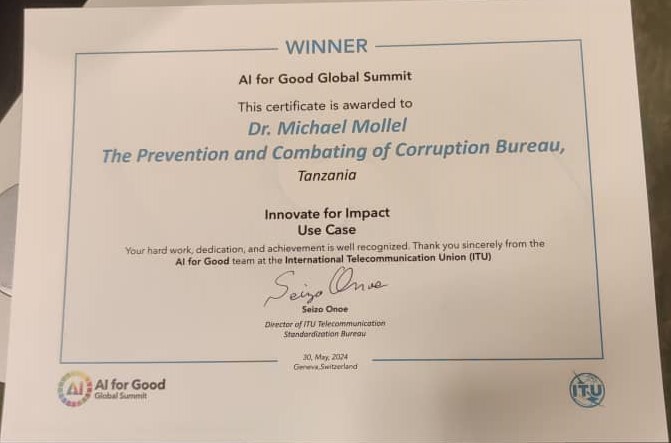 WINNER
AI for Good Global Summit
This certificate is awarded to
Dr. Michael Mollel
The Prevention and Combating of Corruption Bureau,
Tanzania
Innovate for Impact
Use Case
Your hard work, dedication, and achievement is well recognized. Thank you sincerely from the
AI for Good team at the International Telecommunication Union (ITU)
Seizo Onoe
Seizo Onoe
Director of ITU Telecommunication
Standardization Bureau
30, May, 2024
Geneva,Switzerland
AI
AI for Good
Global Summit
ITU